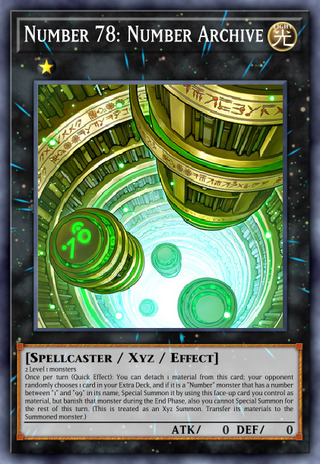 Number 78: Number Archive
LIGHT
光
78
[Spellcaster / Xyz / Effect]
2 Level 1 monsters
Once per turn (Quick Effect): You can detach 1 material from this card; your opponent
randomly chooses 1 card in your Extra Deck, and if it is a "Number" monster that has a number
between "1" and "99" in its name, Special Summon it by using this face-up card you control as
material, but banish that monster during the End Phase, also you cannot Special Summon for
the rest of this turn. (This is treated as an Xyz Summon. Transfer its materials to the
Summoned monster.)
ATK/ 0 DEF/ 0